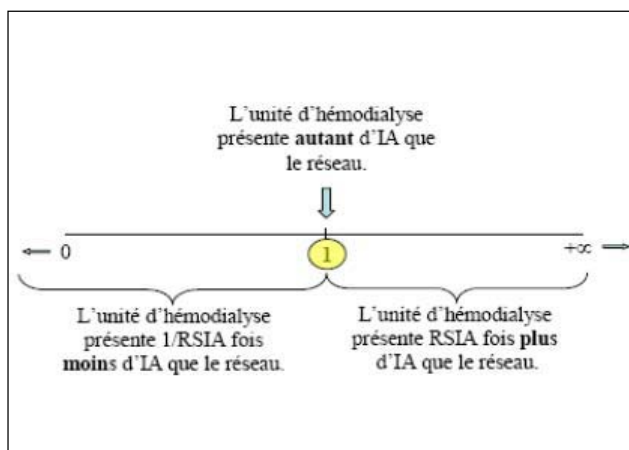 L'unité d'hémodialyse
présente autant d'IA que
le réseau.
0
1
+∞
L'unité d'hémodialyse
présente 1/RSIA fois
moins d'IA que le réseau.
L'unité d'hémodialyse
présente RSIA fois plus
d'IA que le réseau.